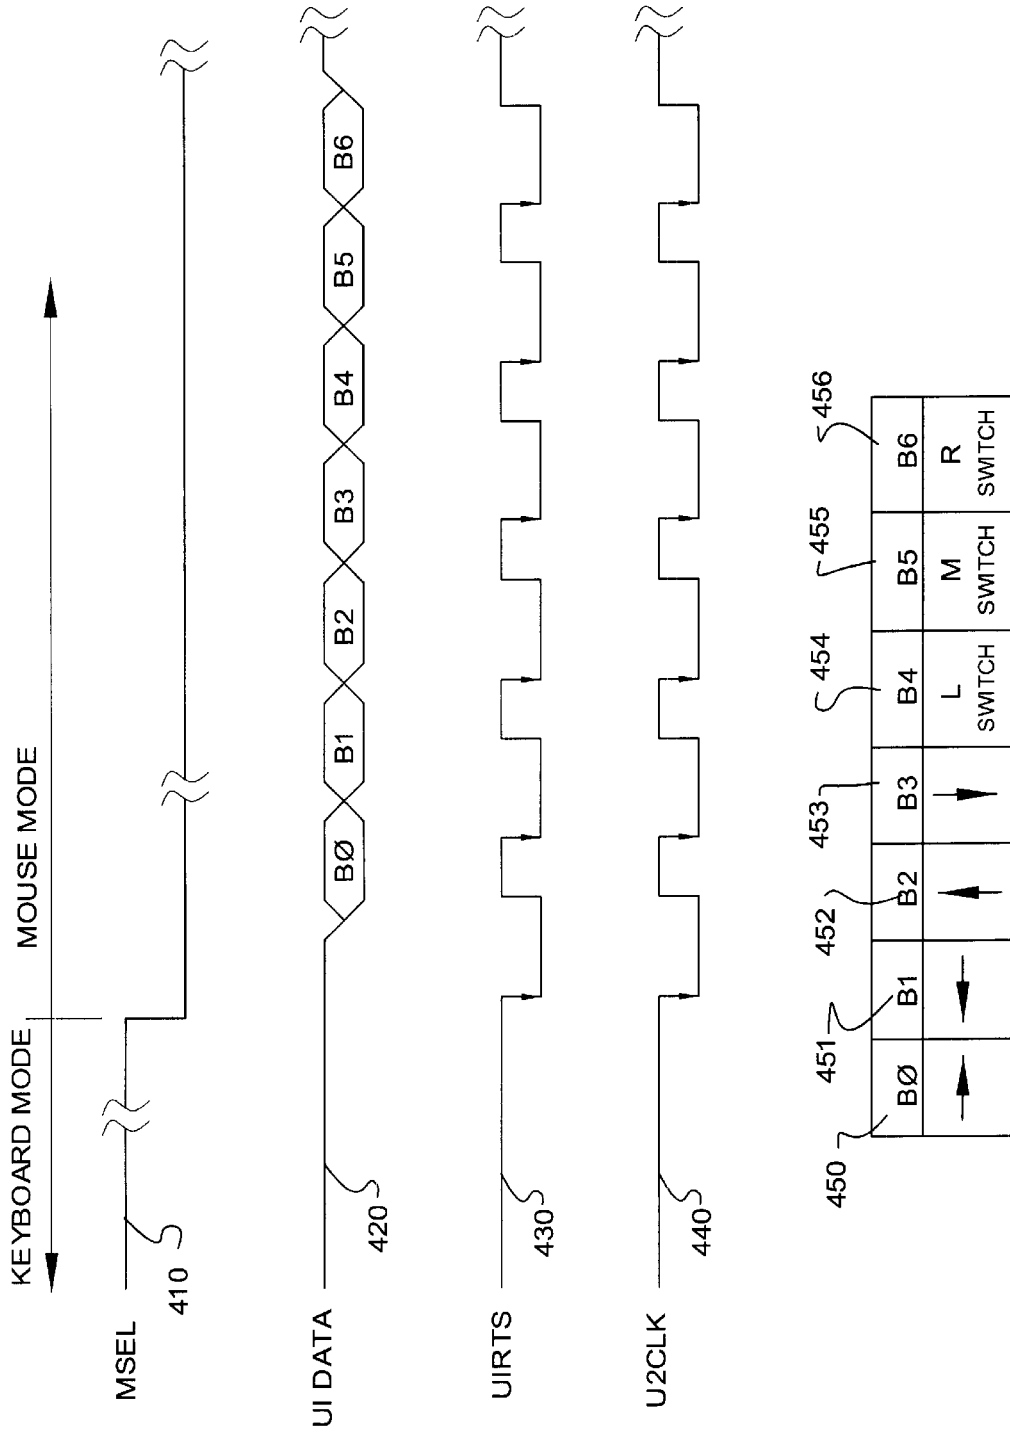 KEYBOARD MODE MOUSE MODE
MSEL
410
UI DATA
BØ B1 B2 B3 B4 B5 B6
420
UIRTS
430
U2CLK
440
450 451 452 453 454 455 456
BØ B1 B2 B3 B4 B5 B6
L SWITCH
M SWITCH
R SWITCH